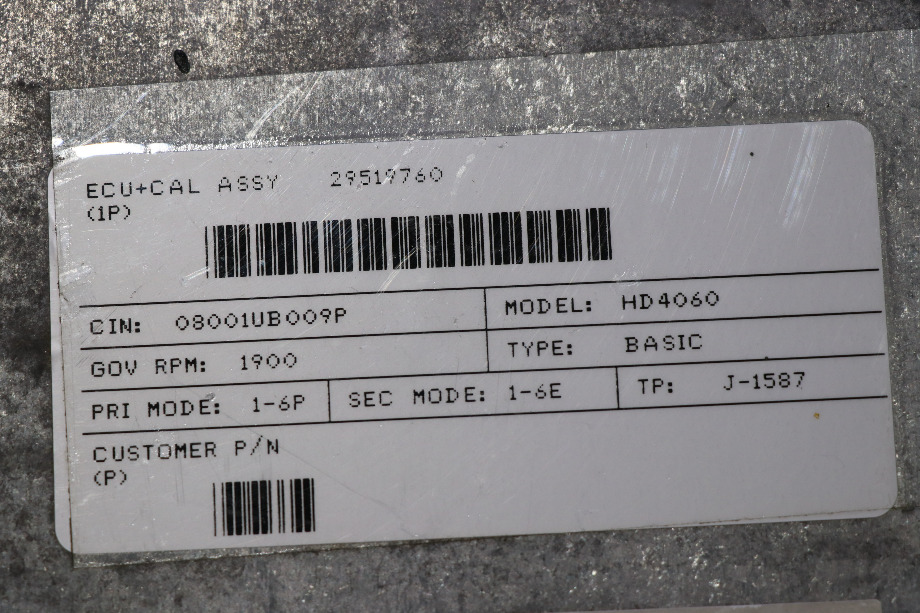 ECU+CAL ASSY 29519760
(1P)
CIN: 08001UB009P
MODEL: HD4060
GOV RPM: 1900
TYPE: BASIC
PRI MODE: 1-6P
SEC MODE: 1-6E
TP: J-1587
CUSTOMER P/N
(P)